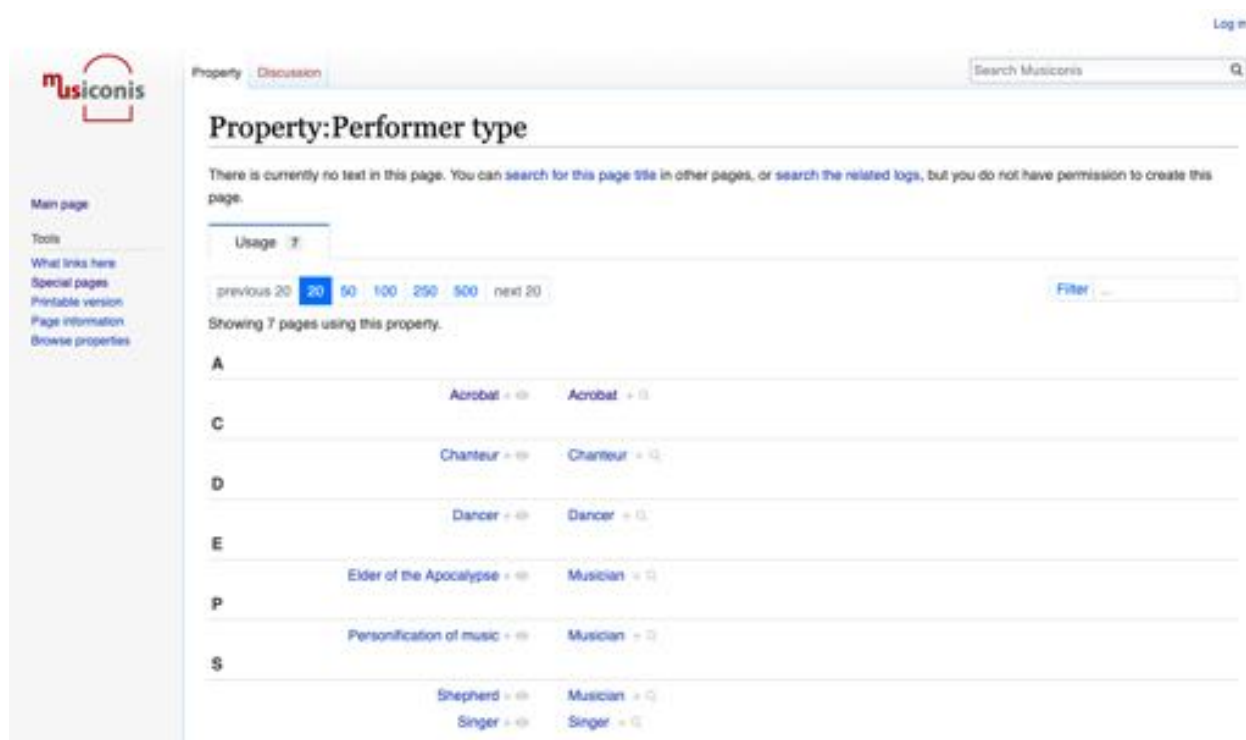 Log in
musiconis
Property Discussion
Search Musiconis
Property:Performer type
There is currently no text in this page. You can search for this page title in other pages, or search the related logs, but you do not have permission to create this
page.
Main page
Tools
What links here
Special pages
Printable version
Page information
Browse properties
Usage 7
previous 20 20 50 100 250 500 next 20
Filter ...
Showing 7 pages using this property.
A
Acrobat + Acrobat +
C
Chanteur + Chanteur +
D
Dancer + Dancer +
E
Elder of the Apocalypse + Musician +
P
Personification of music + Musician +
S
Shepherd + Musician +
Singer + Singer +